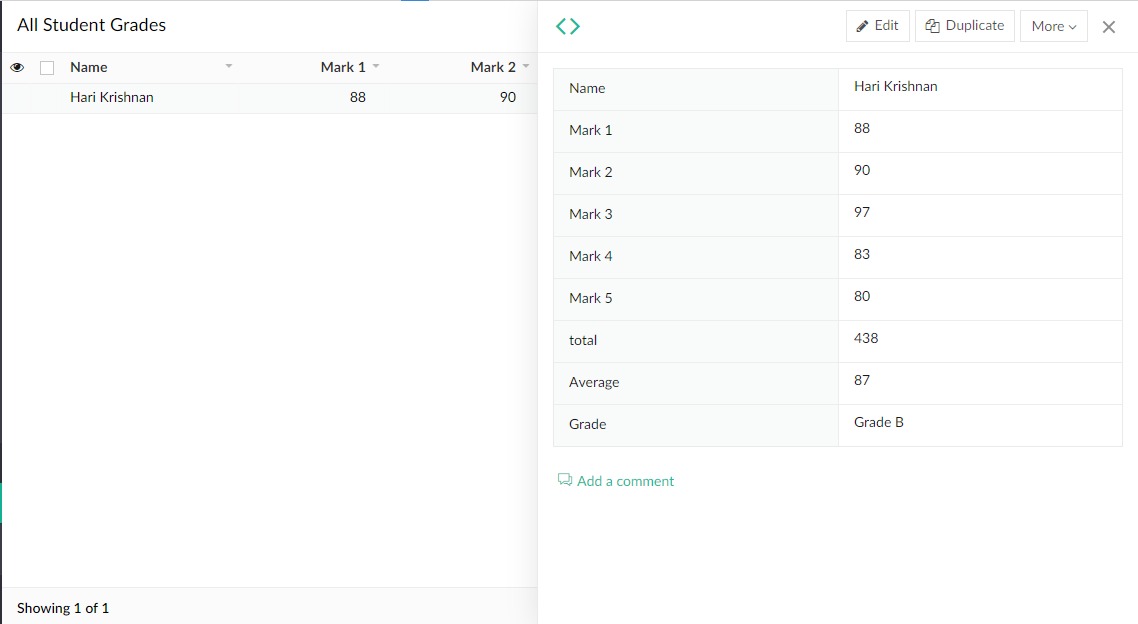 All Student Grades
Name Mark 1 Mark 2
Hari Krishnan 88 90
Showing 1 of 1
Edit Duplicate More
Name Hari Krishnan
Mark 1 88
Mark 2 90
Mark 3 97
Mark 4 83
Mark 5 80
total 438
Average 87
Grade Grade B
Add a comment